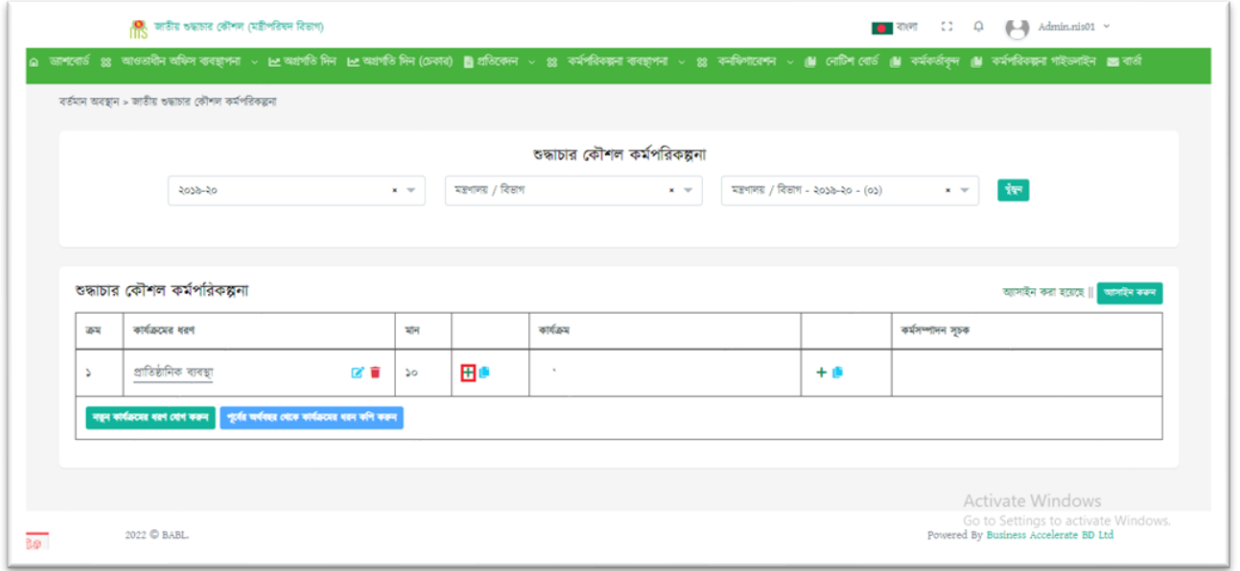 NIS জাতীয় শুদ্ধাচার কৌশল (মন্ত্রীপরিষদ বিভাগ) বাংলা Admin.nis01
ড্যাশবোর্ড আওতাধীন অফিস ব্যবস্থাপনা অগ্রগতি দিন অগ্রগতি দিন (চেকার) প্রতিবেদন কর্মপরিকল্পনা ব্যবস্থাপনা কনফিগারেশন নোটিশ বোর্ড কর্মকর্তাবৃন্দ কর্মপরিকল্পনা গাইডলাইন বার্তা
বর্তমান অবস্থান > জাতীয় শুদ্ধাচার কৌশল কর্মপরিকল্পনা
শুদ্ধাচার কৌশল কর্মপরিকল্পনা
২০১৯-২০ × মন্ত্রণালয় / বিভাগ × মন্ত্রণালয় / বিভাগ - ২০১৯-২০ - (০১) × খুঁজুন
শুদ্ধাচার কৌশল কর্মপরিকল্পনা আসাইন করা হয়েছে || আসাইন করুন
ক্রম কার্যক্রমের ধরণ মান কার্যক্রম কর্মসম্পাদন সূচক
১ প্রাতিষ্ঠানিক ব্যবস্থা ১০
নতুন কার্যক্রমের ধরণ যোগ করুন পূর্বের অর্থবছর থেকে কার্যক্রমের ধরন কপি করুন
Activate Windows
Go to Settings to activate Windows.
2022 © BABL. Powered By Business Accelerate BD Ltd